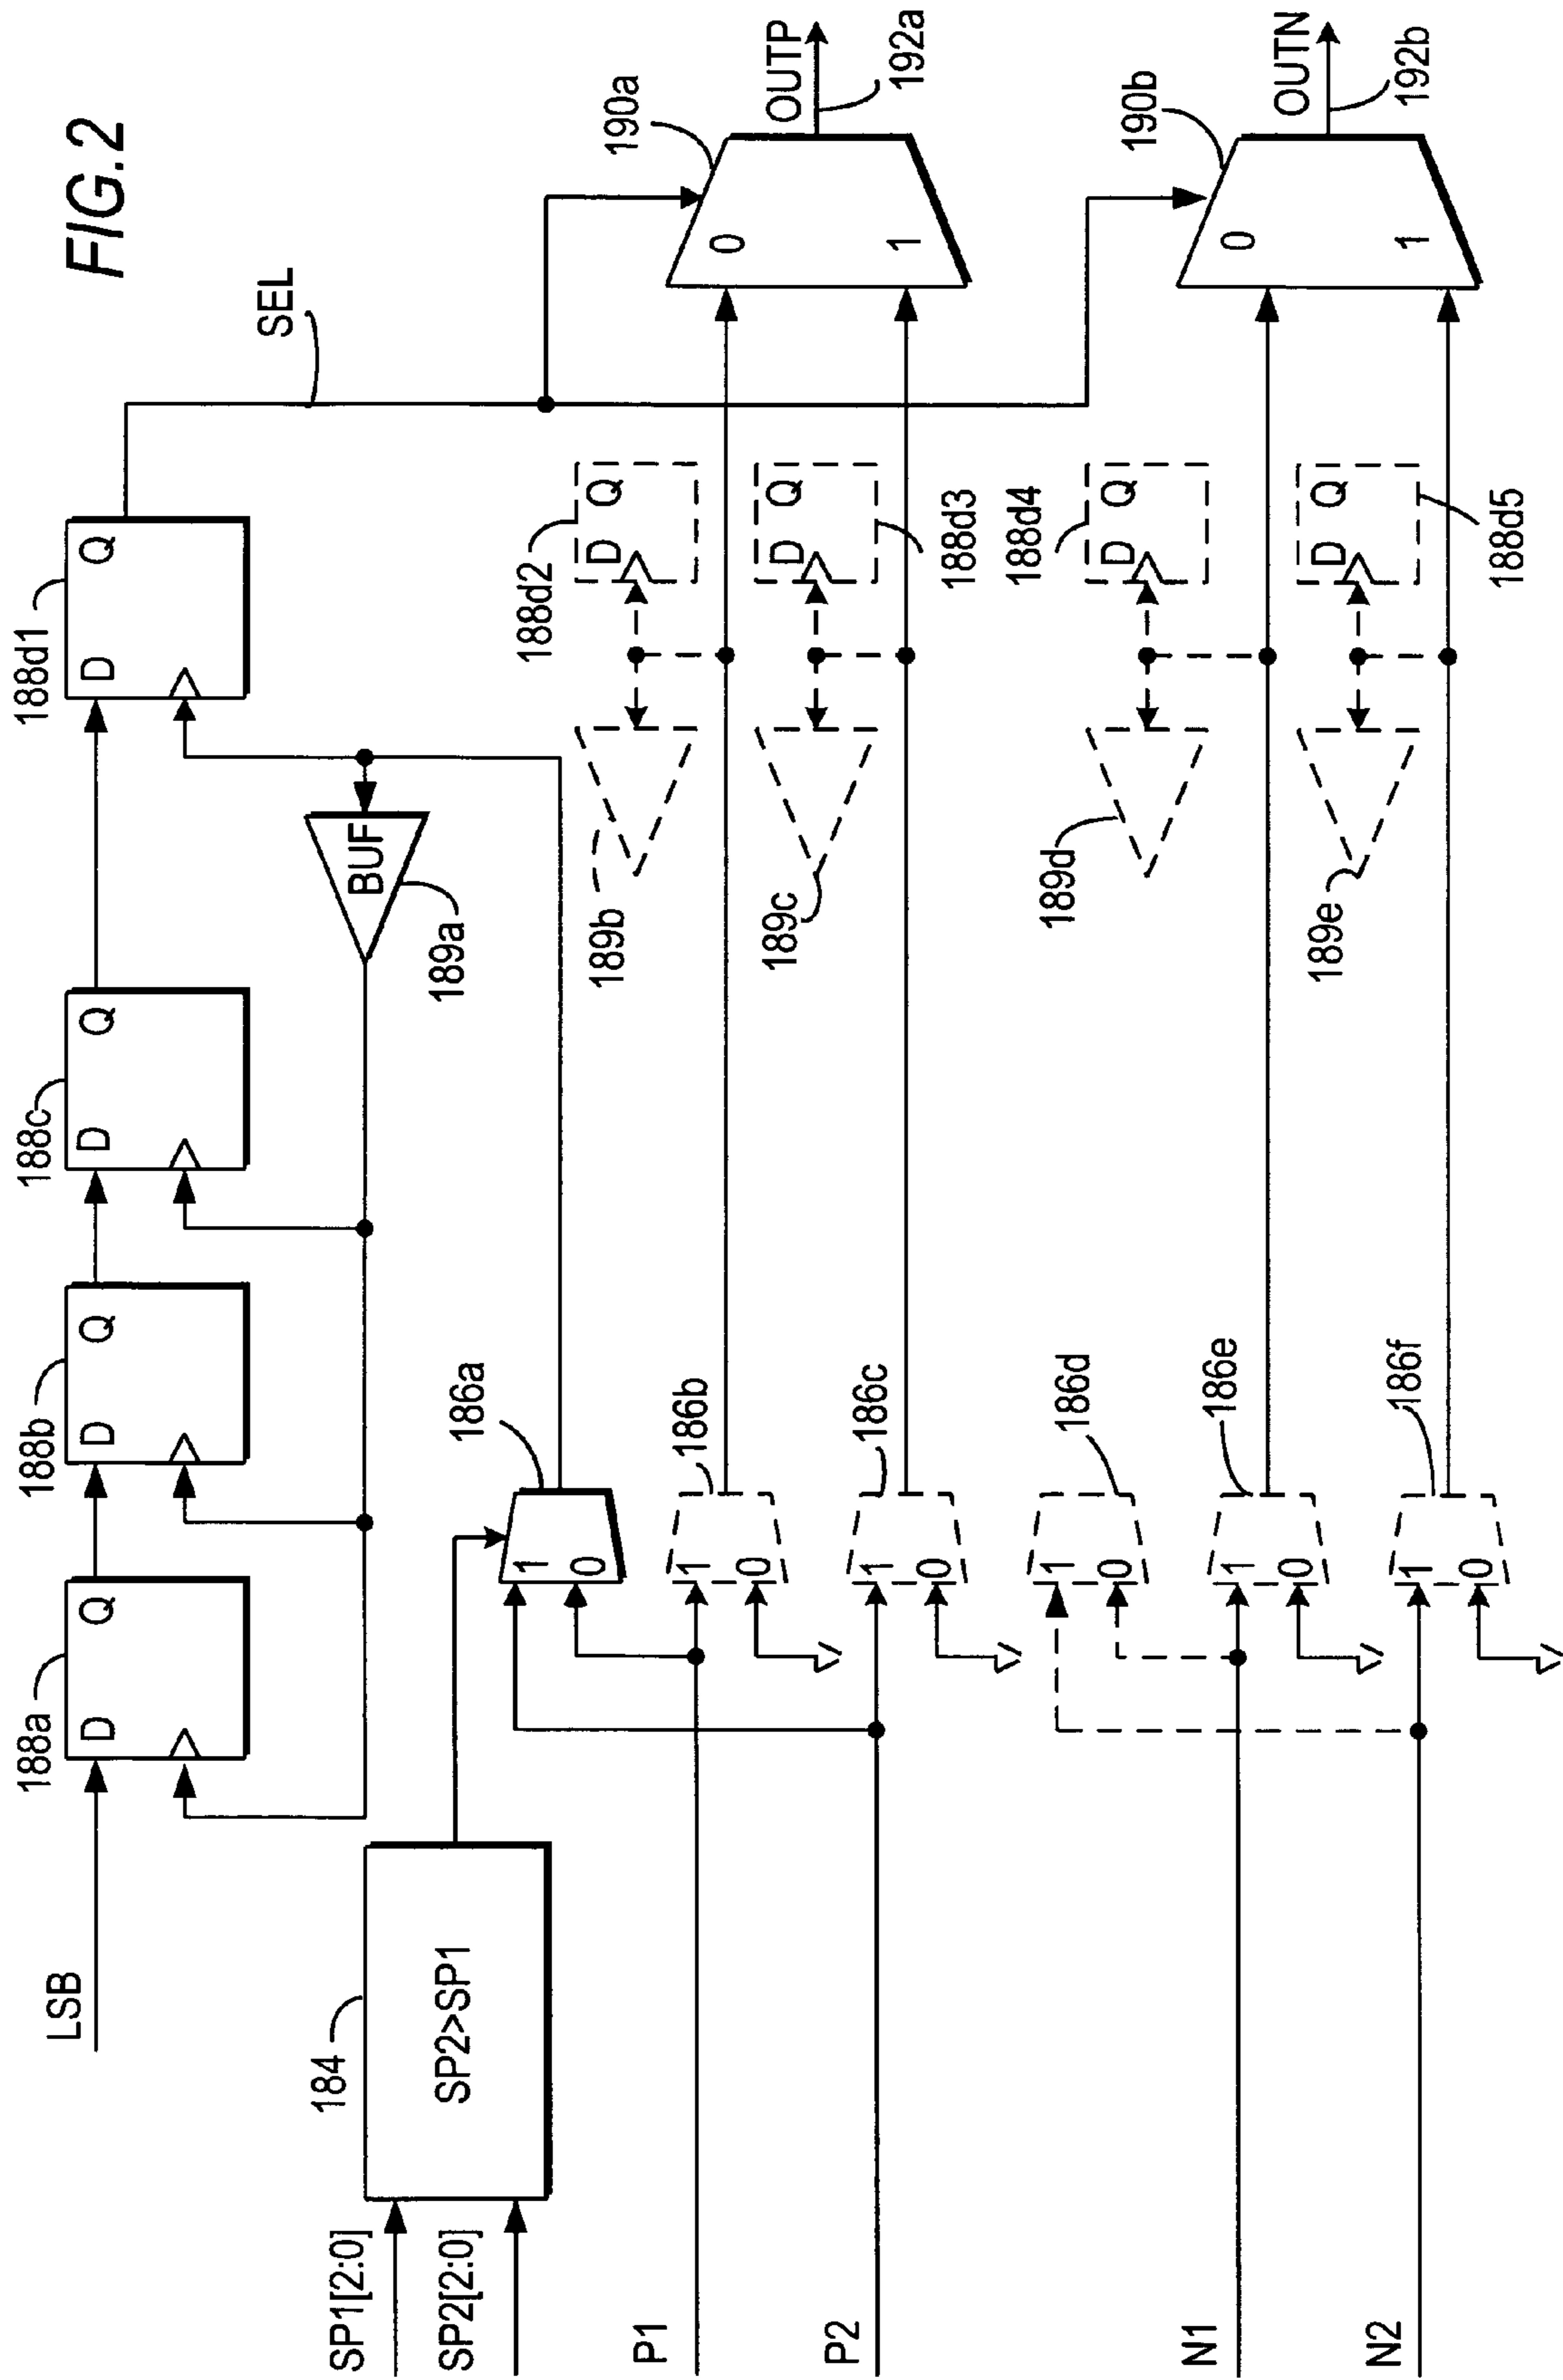 FIG.2
LSB
188a
D Q
188b
D Q
188c
D Q
188d1
D Q
SEL
BUF
189a
SP1[2:0]
SP2[2:0]
184
SP2>SP1
186a
1
0
P1
186b
1
0
189b
188d2
D Q
190a
0
1
OUTP
192a
P2
186c
1
0
189c
188d3
D Q
186d
1
0
189d
188d4
D Q
N1
186e
1
0
190b
0
1
OUTN
192b
N2
186f
1
0
189e
188d5
D Q